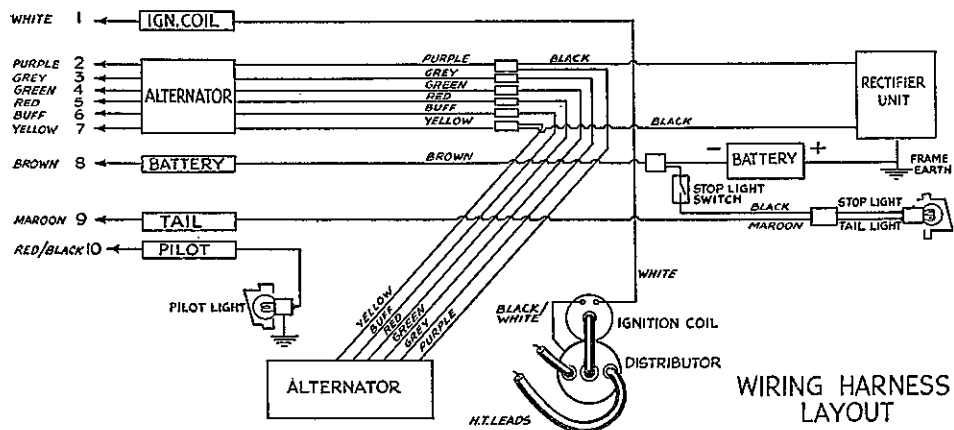 WHITE 1 IGN. COIL
PURPLE 2 PURPLE BLACK
GREY 3 GREY
GREEN 4 ALTERNATOR GREEN RECTIFIER UNIT
RED 5 RED
BUFF 6 BUFF
YELLOW 7 YELLOW BLACK
BROWN 8 BATTERY BROWN - BATTERY + FRAME EARTH
STOP LIGHT SWITCH
MAROON 9 TAIL BLACK STOP LIGHT
MAROON TAIL LIGHT
RED/BLACK 10 PILOT
WHITE
PILOT LIGHT
YELLOW
BUFF
RED
GREEN
GREY
PURPLE
BLACK/
WHITE
IGNITION COIL
DISTRIBUTOR
ALTERNATOR
H.T. LEADS
WIRING HARNESS
LAYOUT